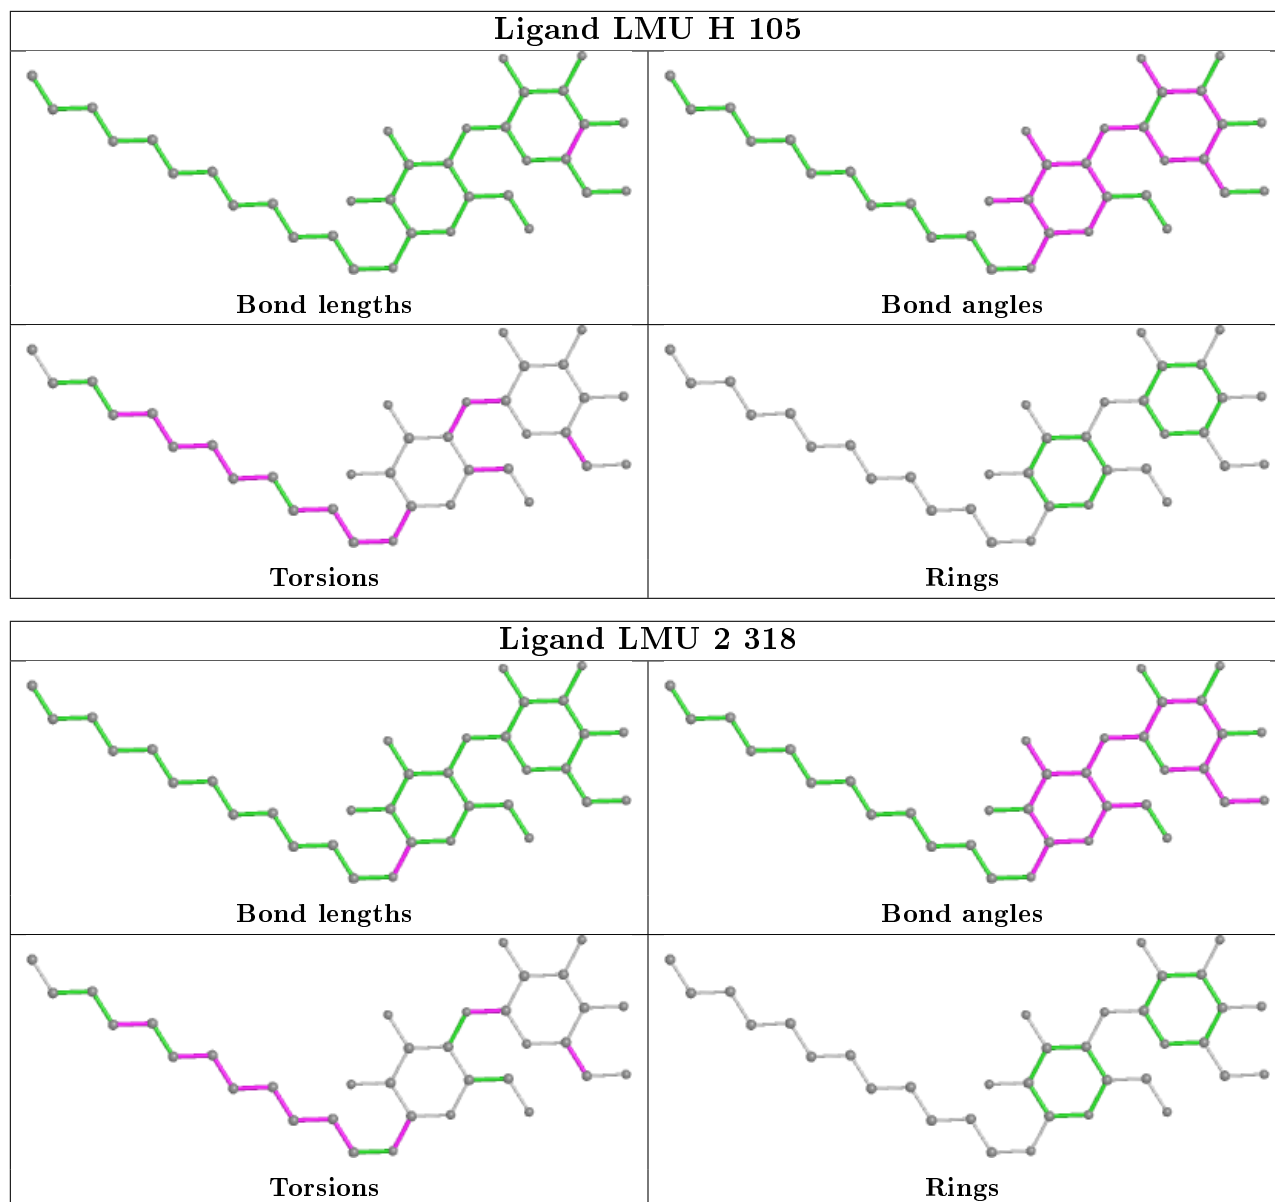 Ligand LMU H 105
Bond lengths
Bond angles
Torsions
Rings
Ligand LMU 2 318
Bond lengths
Bond angles
Torsions
Rings